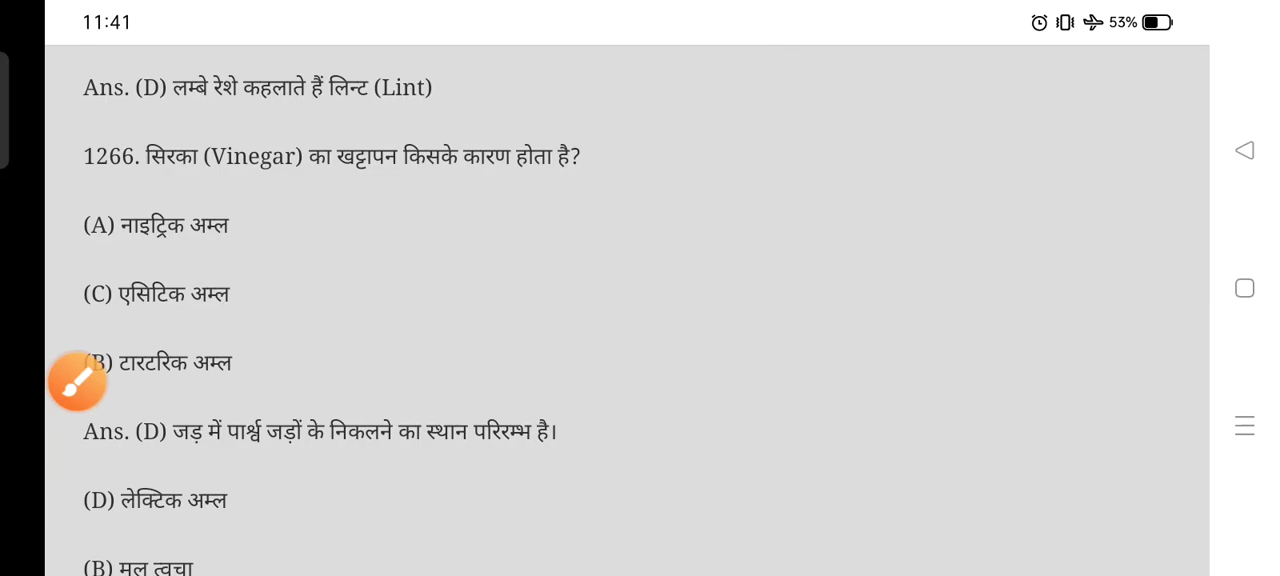 11:41
53%
Ans. (D) लम्बे रेशे कहलाते हैं लिन्ट (Lint)
1266. सिरका (Vinegar) का खट्टापन किसके कारण होता है?
(A) नाइट्रिक अम्ल
(C) एसिटिक अम्ल
(B) टारटरिक अम्ल
Ans. (D) जड़ में पार्श्व जड़ों के निकलने का स्थान परिरम्भ है।
(D) लेक्टिक अम्ल
(B) मूल त्वचा